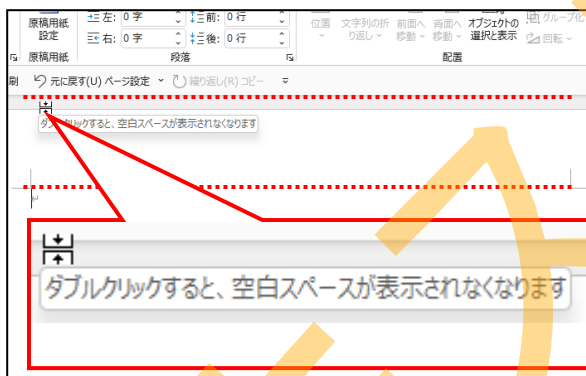 原稿用紙
設定
左: 0 字
右: 0 字
前: 0 行
後: 0 行
位置
文字列の折
り返し
前面へ
移動
背面へ
移動
オブジェクトの
選択と表示
グループ化
回転
原稿用紙
段落
配置
刷
元に戻す(U) ページ設定
繰り返し(R) コピー
ダブルクリックすると、空白スペースが表示されなくなります
ダブルクリックすると、空白スペースが表示されなくなります